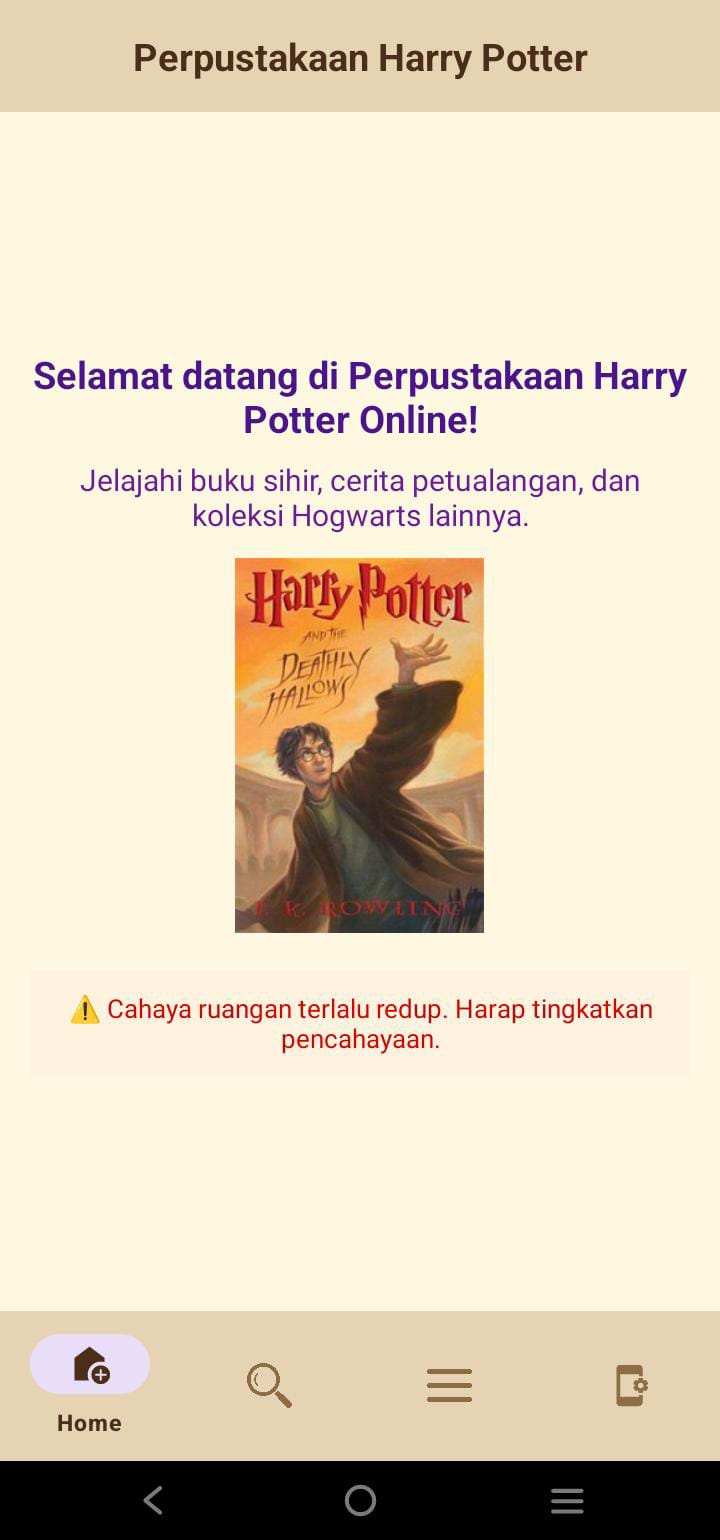 Perpustakaan Harry Potter
Selamat datang di Perpustakaan Harry
Potter Online!
Jelajahi buku sihir, cerita petualangan, dan
koleksi Hogwarts lainnya.
Harry Potter
AND THE
DEATHLY
HALLOWS
J. K. ROWLING
⚠️ Cahaya ruangan terlalu redup. Harap tingkatkan
pencahayaan.
Home